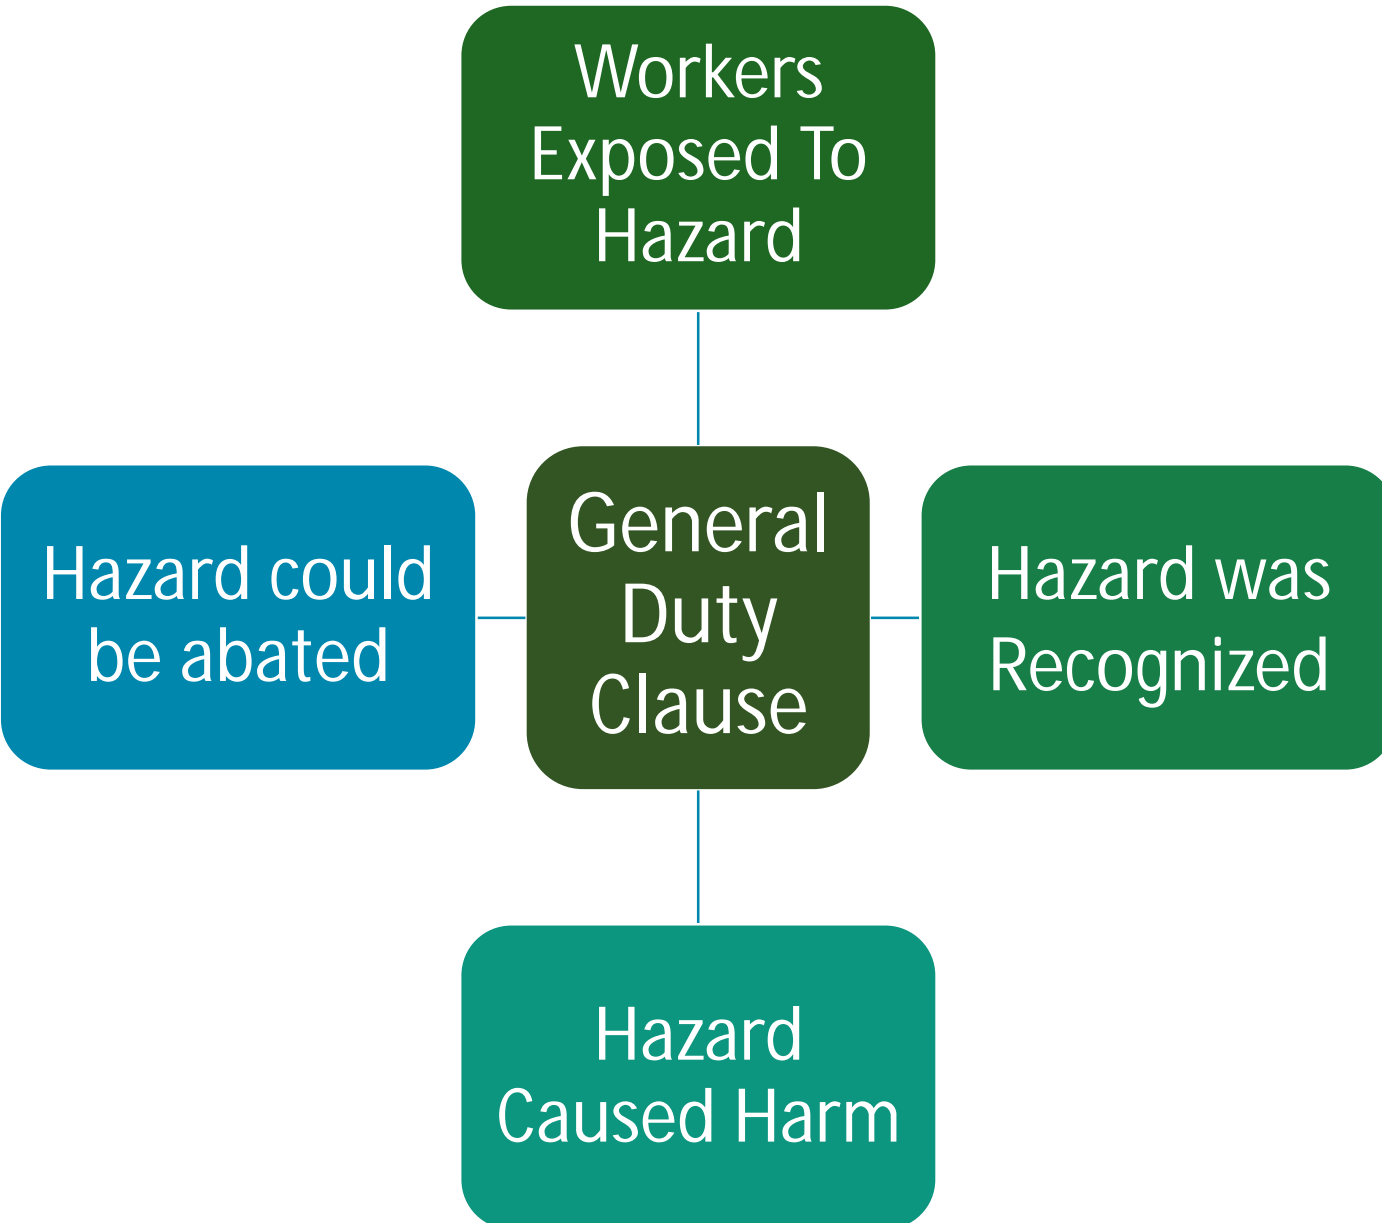 Workers
Exposed To
Hazard
Hazard could
be abated
General
Duty
Clause
Hazard was
Recognized
Hazard
Caused Harm